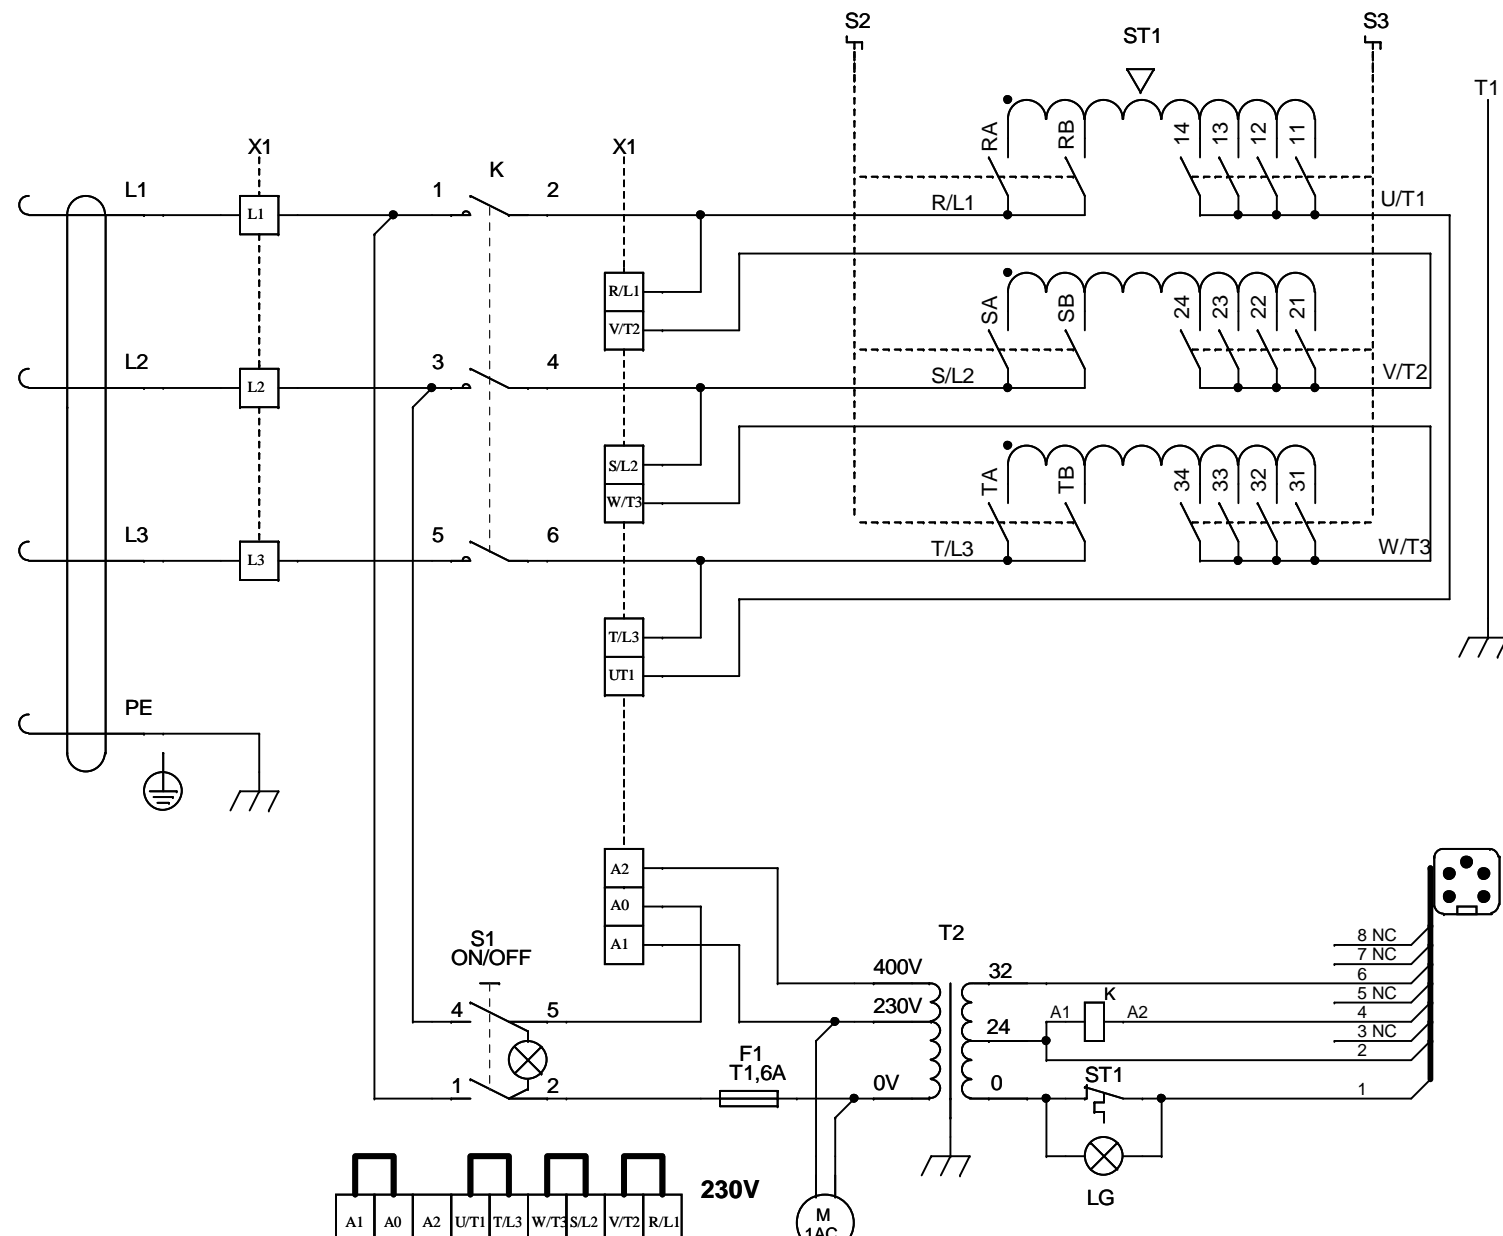 S2
S3
ST1
T1
X1
X1
K
L1
L1
1
2
RA
RB
14
13
12
11
R/L1
U/T1
R/L1
V/T2
L2
L2
3
4
SA
SB
24
23
22
21
S/L2
V/T2
S/L2
W/T3
L3
L3
5
6
TA
TB
34
33
32
31
T/L3
W/T3
T/L3
UT1
PE
A2
A0
A1
S1
ON/OFF
4
5
1
2
F1
T1,6A
T2
400V
230V
0V
32
24
0
K
A1
A2
ST1
LG
8 NC
7 NC
6
5 NC
4
3 NC
2
1
230V
A1 A0 A2 U/T1 T/L3 W/T3 S/L2 V/T2 R/L1
M
1AC